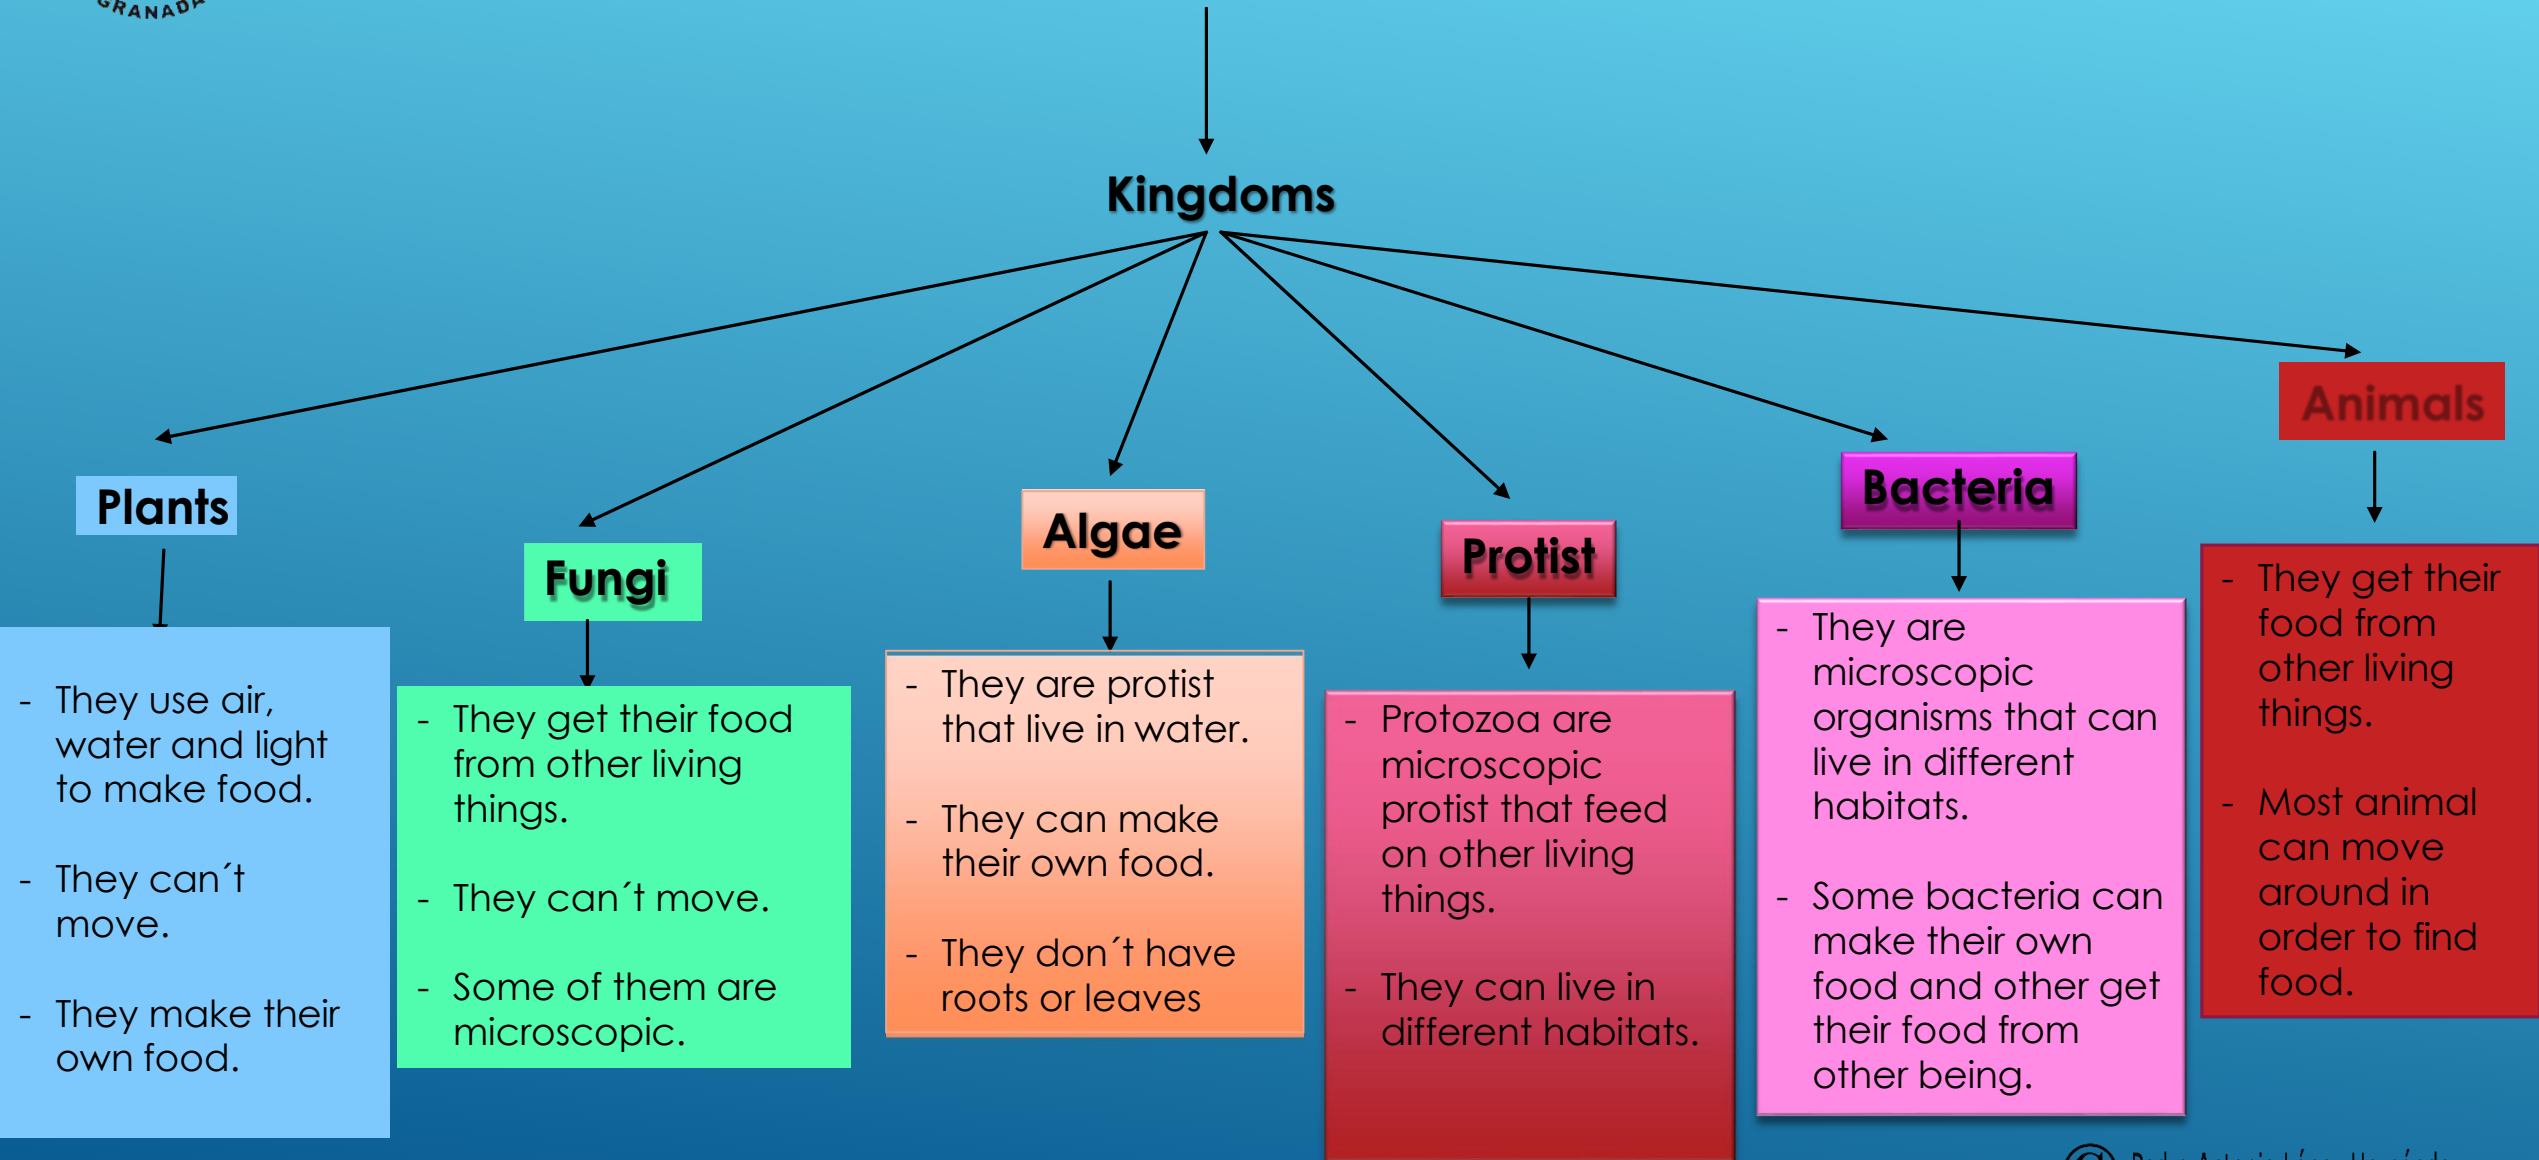 GRANADA
Kingdoms
Plants
- They use air,
water and light
to make food.
- They can´t
move.
- They make their
own food.
Fungi
- They get their food
from other living
things.
- They can´t move.
- Some of them are
microscopic.
Algae
- They are protist
that live in water.
- They can make
their own food.
- They don´t have
roots or leaves
Protist
- Protozoa are
microscopic
protist that feed
on other living
things.
- They can live in
different habitats.
Bacteria
- They are
microscopic
organisms that can
live in different
habitats.
- Some bacteria can
make their own
food and other get
their food from
other being.
Animals
- They get their
food from
other living
things.
- Most animal
can move
around in
order to find
food.